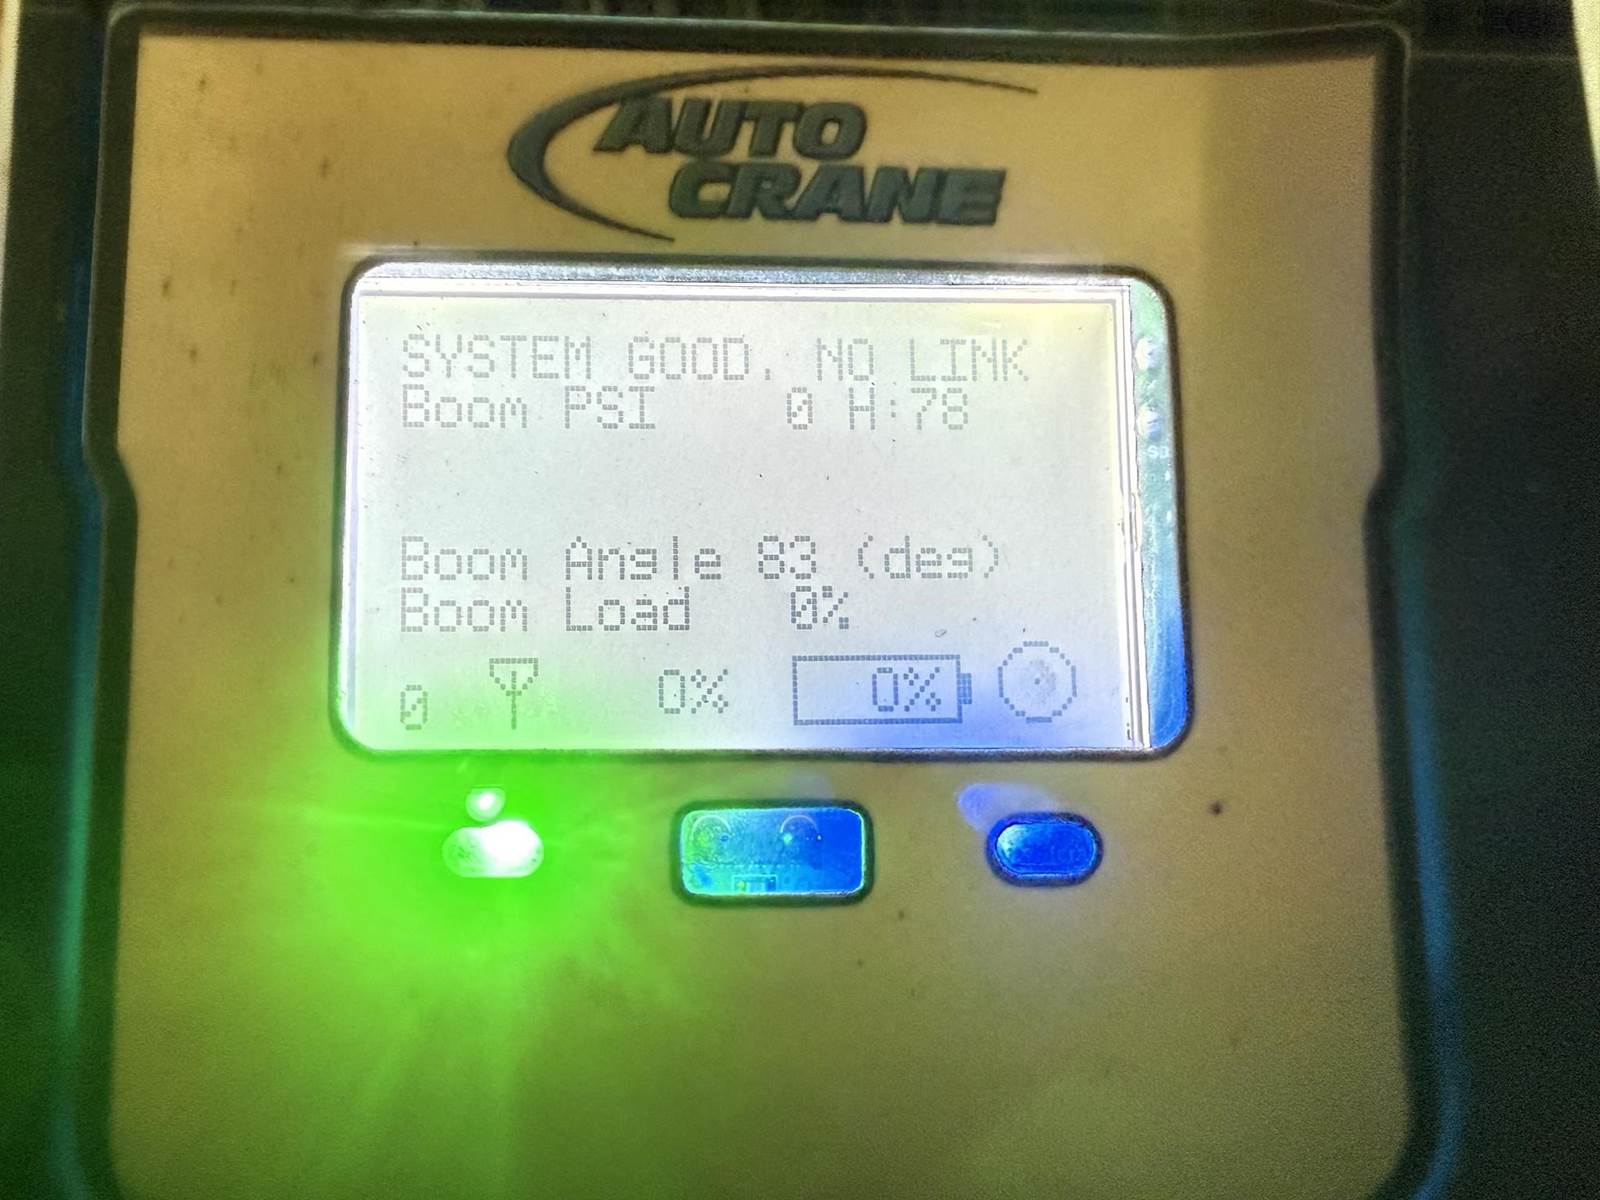 AUTO
CRANE
SYSTEM GOOD, NO LINK
Boom PSI 0 H:78
Boom Angle 83 (deg)
Boom Load 0%
0 0% 0%
SD